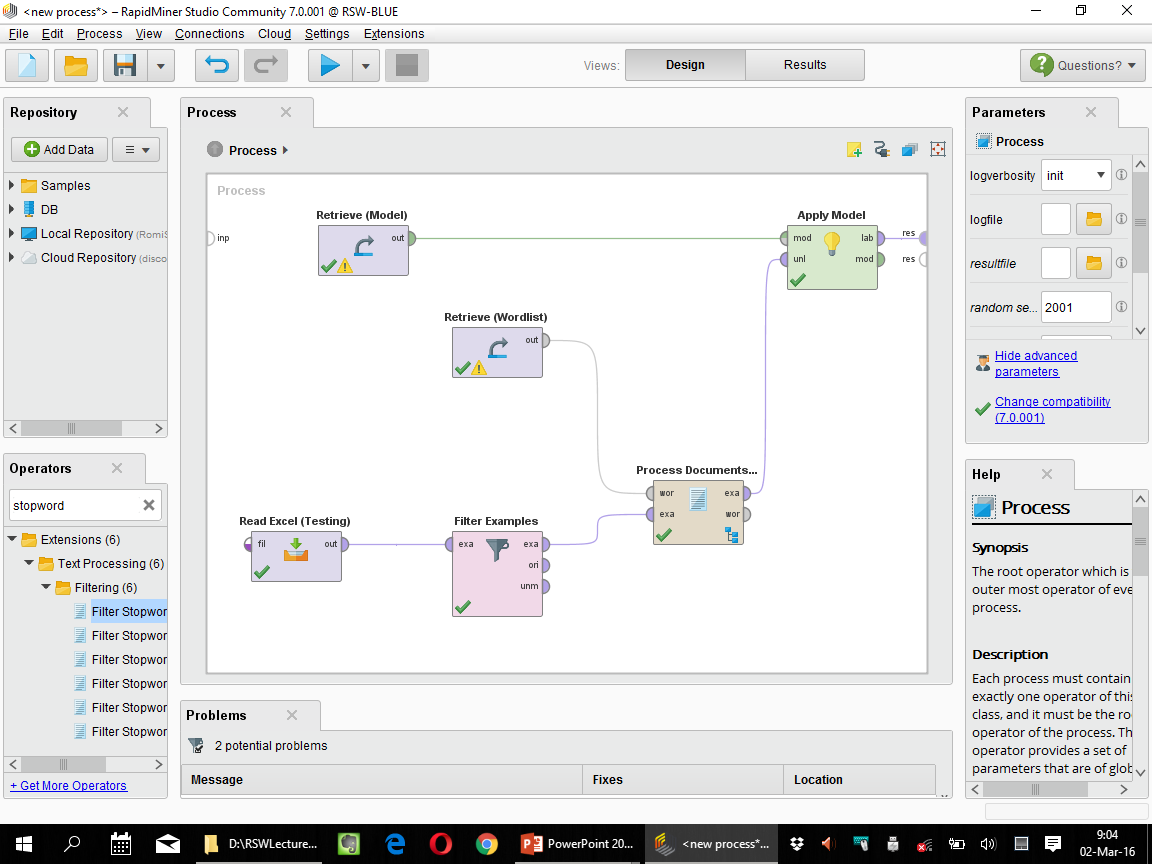 <new process*> – RapidMiner Studio Community 7.0.001 @ RSW-BLUE
File Edit Process View Connections Cloud Settings Extensions
Views: Design Results Questions?
Repository
Add Data
Samples
DB
Local Repository (Romi
Cloud Repository (disco
Operators
stopword
Extensions (6)
Text Processing (6)
Filtering (6)
Filter Stopwor
Filter Stopwor
Filter Stopwor
Filter Stopwor
Filter Stopwor
Filter Stopwor
+ Get More Operators
Process
Process
Process
inp
Retrieve (Model)
out
Apply Model
mod lab
unl mod
res
res
Retrieve (Wordlist)
out
Process Documents...
wor exa
exa wor
Read Excel (Testing)
fil out
Filter Examples
exa exa
ori
unm
Problems
2 potential problems
Message Fixes Location
Parameters
Process
logverbosity init
logfile
resultfile
random se... 2001
Hide advanced
parameters
Change compatibility
(7.0.001)
Help
Process
Synopsis
The root operator which is
outer most operator of eve
process.
Description
Each process must contain
exactly one operator of this
class, and it must be the ro
operator of the process. Th
operator provides a set of
parameters that are of glob
D:\RSWLecture...
PowerPoint 20...
<new process*...
9:04
02-Mar-16